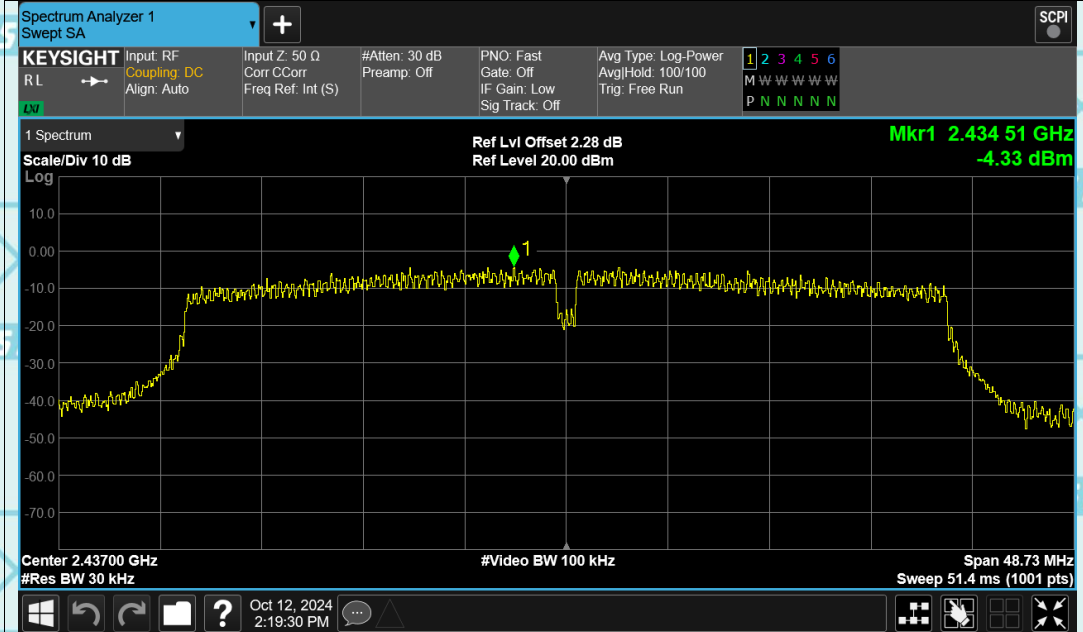 Spectrum Analyzer 1
Swept SA
+
SCPI
KEYSIGHT
RL
LXI
Input: RF
Coupling: DC
Align: Auto
Input Z: 50 Ω
Corr CCorr
Freq Ref: Int (S)
#Atten: 30 dB
Preamp: Off
PNO: Fast
Gate: Off
IF Gain: Low
Sig Track: Off
Avg Type: Log-Power
Avg|Hold: 100/100
Trig: Free Run
1 2 3 4 5 6
M W W W W W
P N N N N N
1 Spectrum
Scale/Div 10 dB
Log
Ref Lvl Offset 2.28 dB
Ref Level 20.00 dBm
Mkr1 2.434 51 GHz
-4.33 dBm
10.0
0.00
-10.0
-20.0
-30.0
-40.0
-50.0
-60.0
-70.0
1
Center 2.43700 GHz
#Res BW 30 kHz
#Video BW 100 kHz
Span 48.73 MHz
Sweep 51.4 ms (1001 pts)
?
Oct 12, 2024
2:19:30 PM